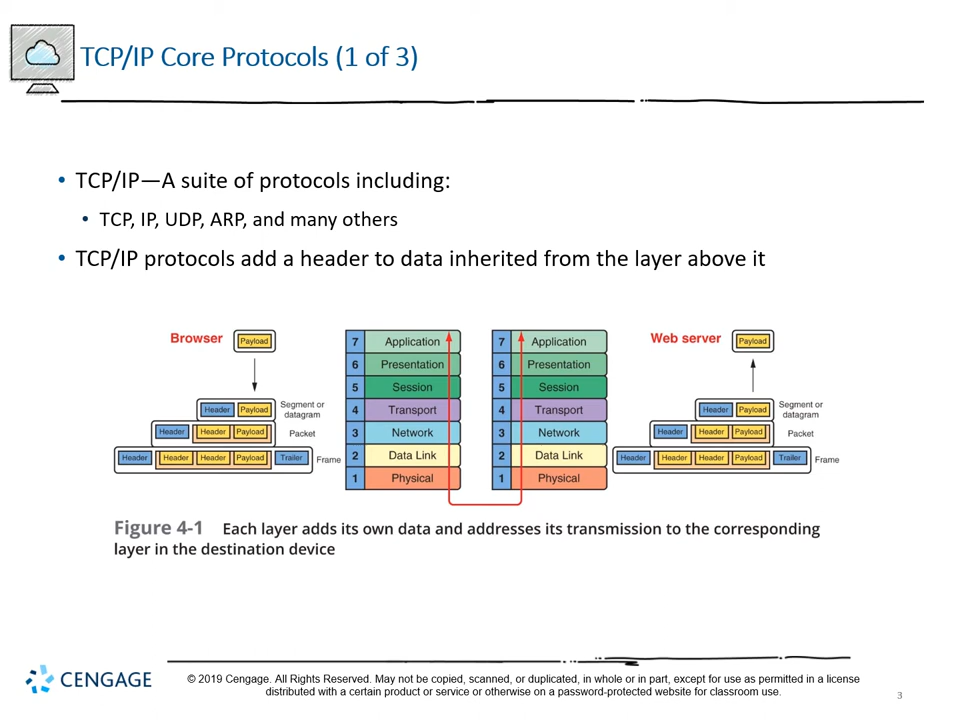 TCP/IP Core Protocols (1 of 3)
• TCP/IP—A suite of protocols including:
• TCP, IP, UDP, ARP, and many others
• TCP/IP protocols add a header to data inherited from the layer above it
Browser
Payload
Header Payload Segment or datagram
Header Header Payload Packet
Header Header Header Payload Trailer Frame
7 Application
6 Presentation
5 Session
4 Transport
3 Network
2 Data Link
1 Physical
7 Application
6 Presentation
5 Session
4 Transport
3 Network
2 Data Link
1 Physical
Web server
Payload
Header Payload Segment or datagram
Header Header Payload Packet
Header Header Header Payload Trailer Frame
Figure 4-1 Each layer adds its own data and addresses its transmission to the corresponding
layer in the destination device
CENGAGE
© 2019 Cengage. All Rights Reserved. May not be copied, scanned, or duplicated, in whole or in part, except for use as permitted in a license
distributed with a certain product or service or otherwise on a password-protected website for classroom use.
3